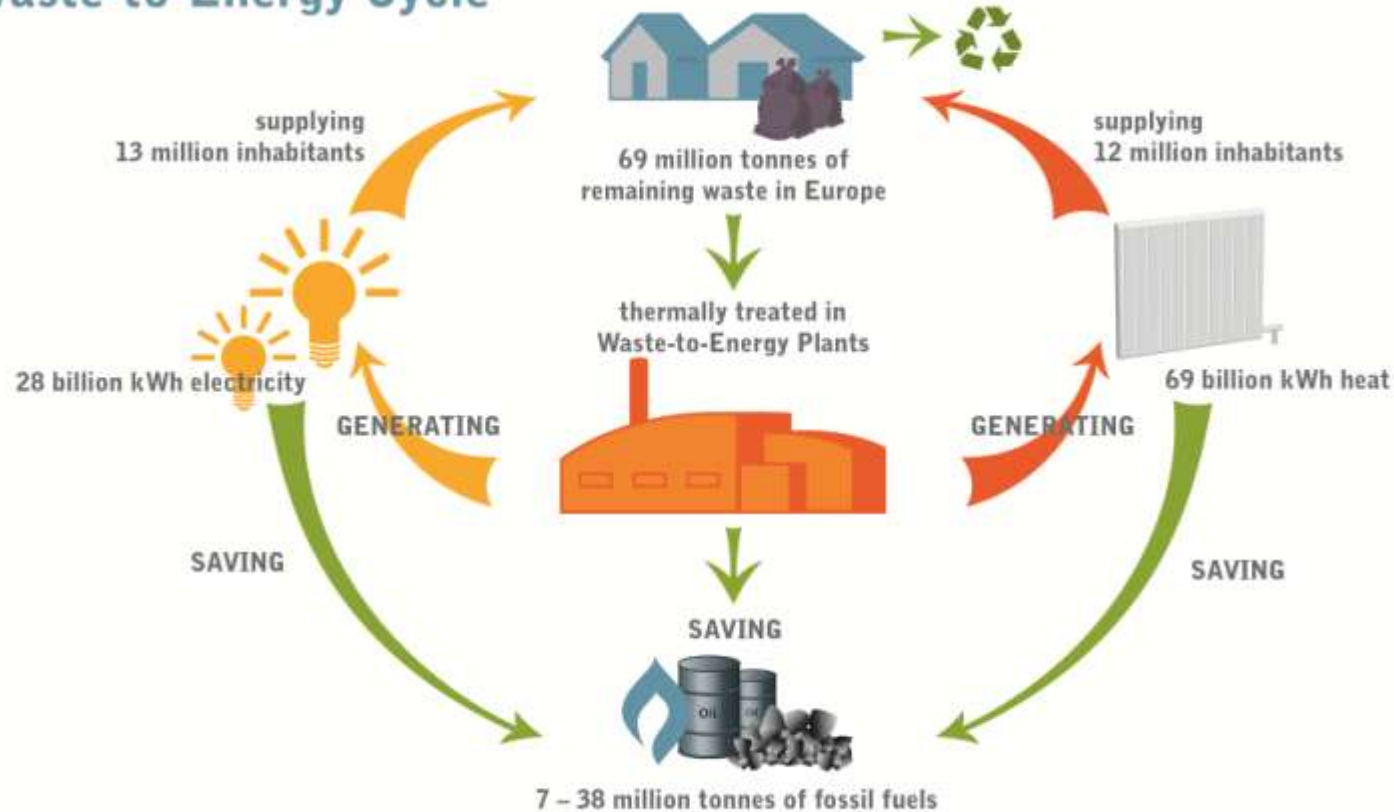 Waste-to-Energy Cycle
supplying
13 million inhabitants
69 million tonnes of
remaining waste in Europe
supplying
12 million inhabitants
thermally treated in
Waste-to-Energy Plants
28 billion kWh electricity
69 billion kWh heat
GENERATING
GENERATING
SAVING
SAVING
SAVING
OIL
OIL
7 – 38 million tonnes of fossil fuels